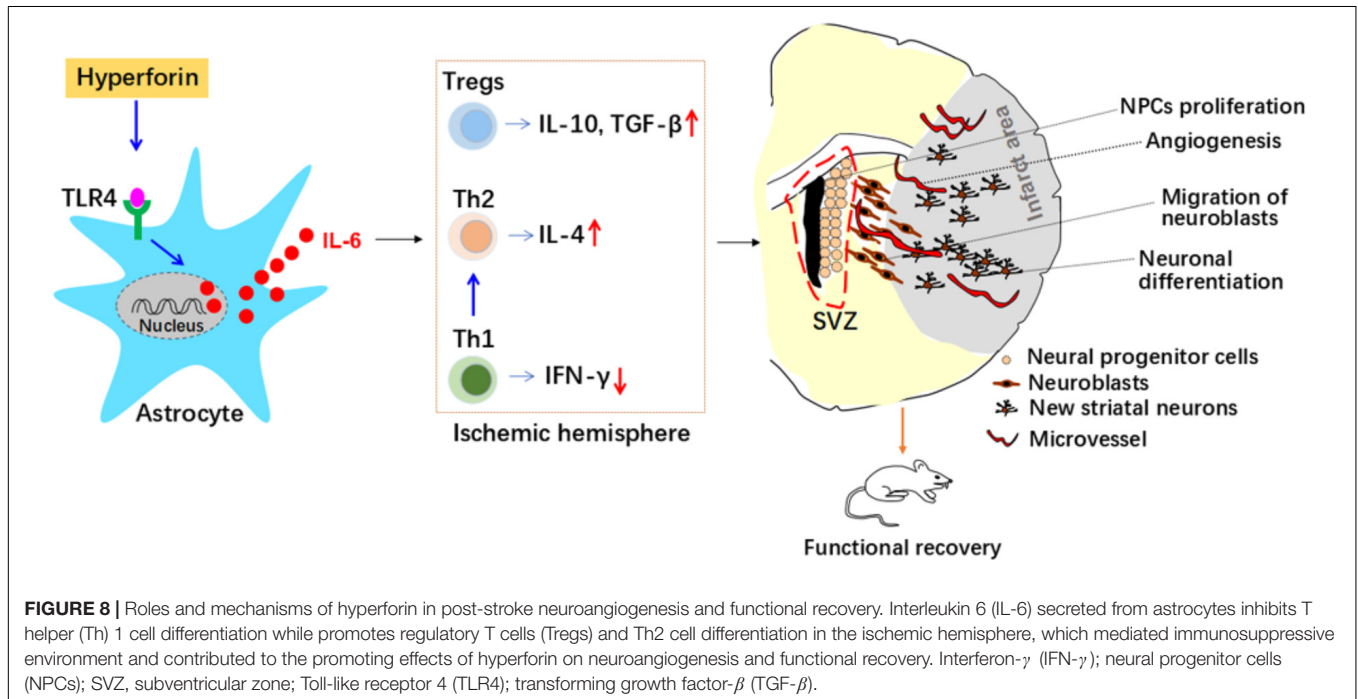 Hyperforin
TLR4
IL-6
Nucleus
Astrocyte
Tregs
IL-10, TGF-β
Th2
IL-4
Th1
IFN-γ
Ischemic hemisphere
Infarct area
SVZ
NPCs proliferation
Angiogenesis
Migration of
neuroblasts
Neuronal
differentiation
Neural progenitor cells
Neuroblasts
New striatal neurons
Microvessel
Functional recovery
FIGURE 8 | Roles and mechanisms of hyperforin in post-stroke neuroangiogenesis and functional recovery. Interleukin 6 (IL-6) secreted from astrocytes inhibits T
helper (Th) 1 cell differentiation while promotes regulatory T cells (Tregs) and Th2 cell differentiation in the ischemic hemisphere, which mediated immunosuppressive
environment and contributed to the promoting effects of hyperforin on neuroangiogenesis and functional recovery. Interferon-γ (IFN-γ); neural progenitor cells
(NPCs); SVZ, subventricular zone; Toll-like receptor 4 (TLR4); transforming growth factor-β (TGF-β).